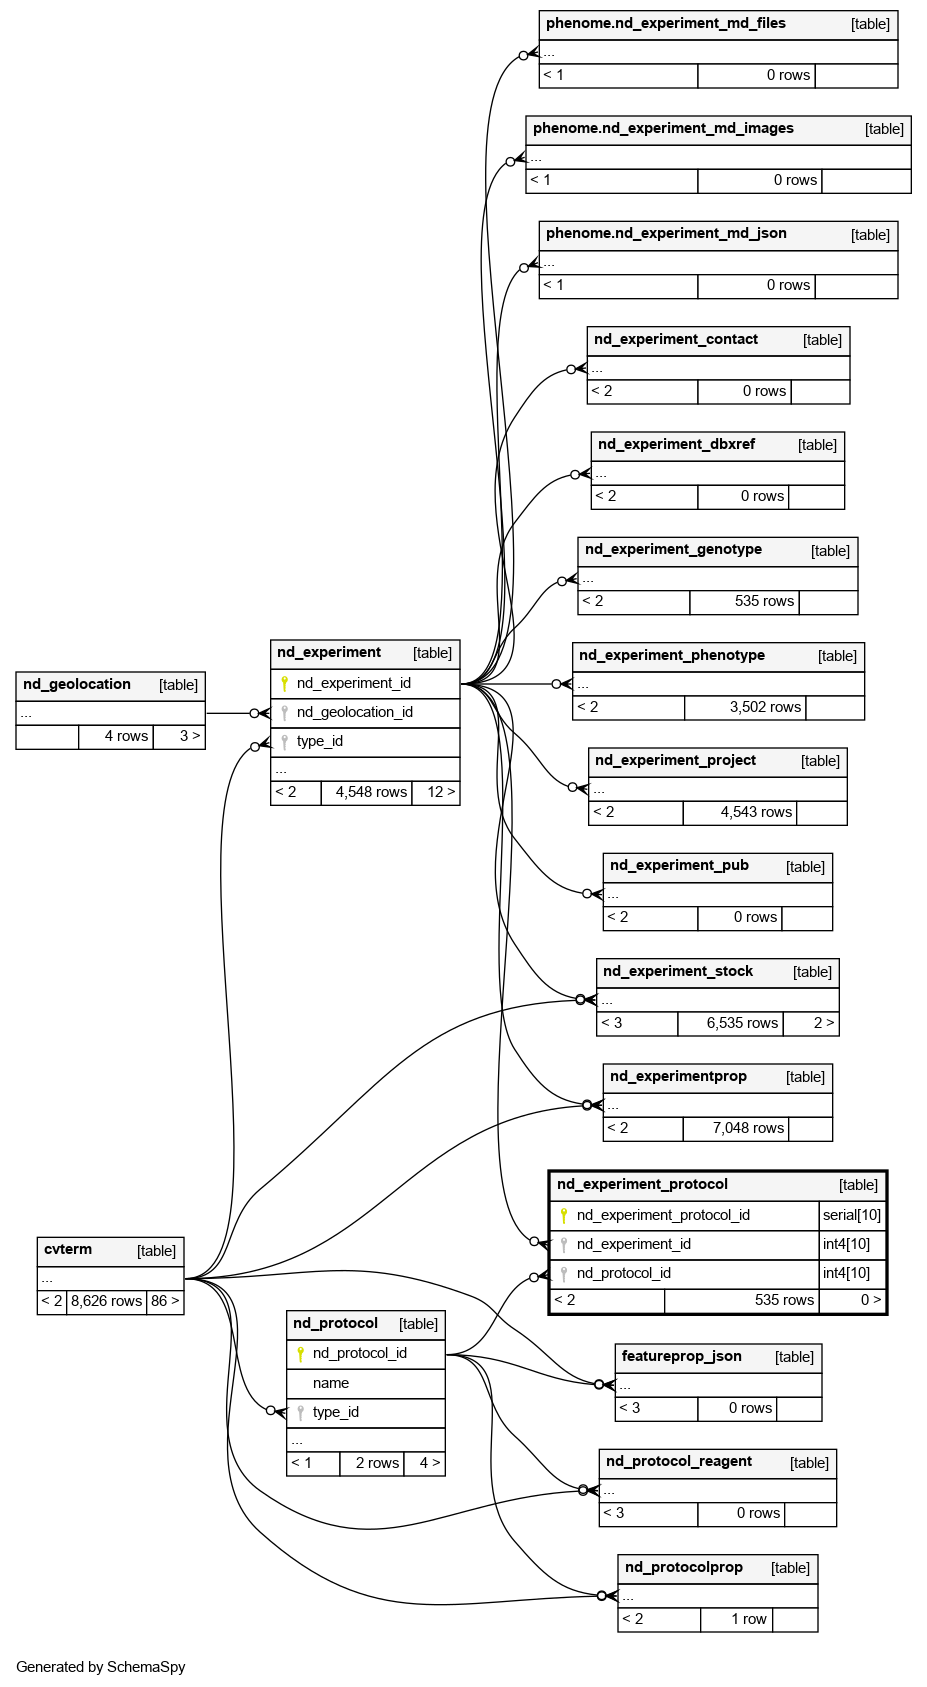 phenome.nd_experiment_md_files [table]
...
< 1 0 rows
phenome.nd_experiment_md_images [table]
...
< 1 0 rows
phenome.nd_experiment_md_json [table]
...
< 1 0 rows
nd_experiment_contact [table]
...
< 2 0 rows
nd_experiment_dbxref [table]
...
< 2 0 rows
nd_experiment_genotype [table]
...
< 2 535 rows
nd_experiment_phenotype [table]
...
< 2 3,502 rows
nd_experiment_project [table]
...
< 2 4,543 rows
nd_experiment_pub [table]
...
< 2 0 rows
nd_experiment_stock [table]
...
< 3 6,535 rows 2 >
nd_experimentprop [table]
...
< 2 7,048 rows
nd_experiment [table]
nd_experiment_id
nd_geolocation_id
type_id
...
< 2 4,548 rows 12 >
nd_geolocation [table]
...
4 rows 3 >
nd_experiment_protocol [table]
nd_experiment_protocol_id serial[10]
nd_experiment_id int4[10]
nd_protocol_id int4[10]
< 2 535 rows 0 >
cvterm [table]
...
< 2 8,626 rows 86 >
nd_protocol [table]
nd_protocol_id
name
type_id
...
< 1 2 rows 4 >
featureprop_json [table]
...
< 3 0 rows
nd_protocol_reagent [table]
...
< 3 0 rows
nd_protocolprop [table]
...
< 2 1 row
Generated by SchemaSpy